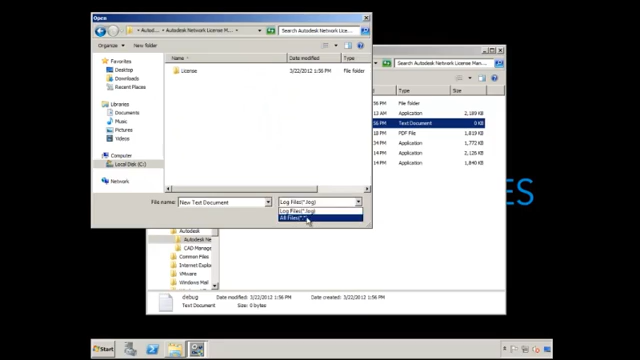 Open
Autod... Autodesk Network License M...
Search Autodesk Network Lice...
Organize New folder
Favorites
Desktop
Downloads
Recent Places
Libraries
Documents
Music
Pictures
Videos
Computer
Local Disk (C:)
Network
Name Date modified Type
License 3/22/2012 1:56 PM File folder
File name: New Text Document
Log Files(*.log)
Log Files(*.log)
All Files(*.*)
Search Autodesk Network License Man...
Type Size
File folder
Application 2,189 KB
Text Document 0 KB
PDF File 1,819 KB
Application 1,772 KB
Application 2,126 KB
Application 1,840 KB
Autodesk
Autodesk Ne
CAD Manage
Common Files
Internet Explore
VMware
Windows Mail
debug Date modified: 3/22/2012 1:56 PM Date created: 3/22/2012 1:56 PM
Text Document Size: 0 bytes
ES
Start